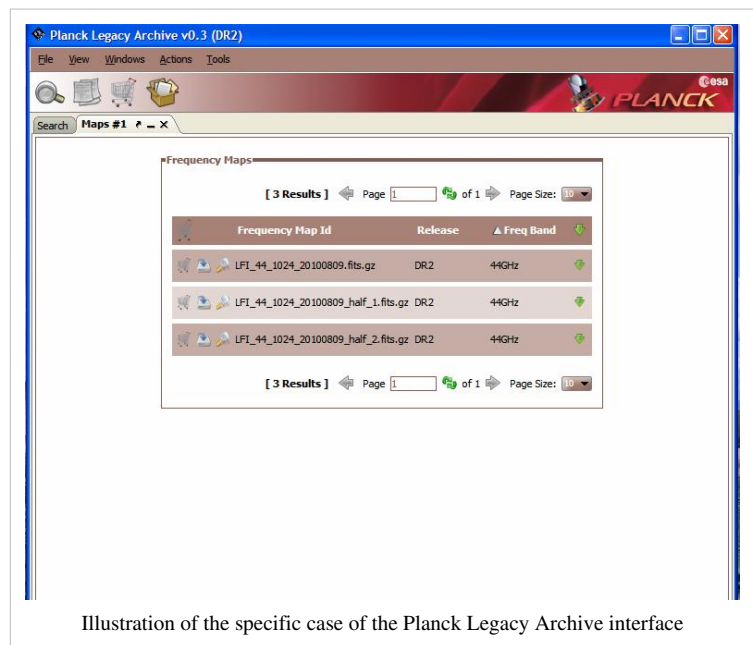 Planck Legacy Archive v0.3 (DR2)
File View Windows Actions Tools
esa
PLANCK
Search Maps #1
Frequency Maps
[ 3 Results ] Page 1 of 1 Page Size: 10
Frequency Map Id Release Freq Band
LFI_44_1024_20100809.fits.gz DR2 44GHz
LFI_44_1024_20100809_half_1.fits.gz DR2 44GHz
LFI_44_1024_20100809_half_2.fits.gz DR2 44GHz
[ 3 Results ] Page 1 of 1 Page Size: 10
Illustration of the specific case of the Planck Legacy Archive interface